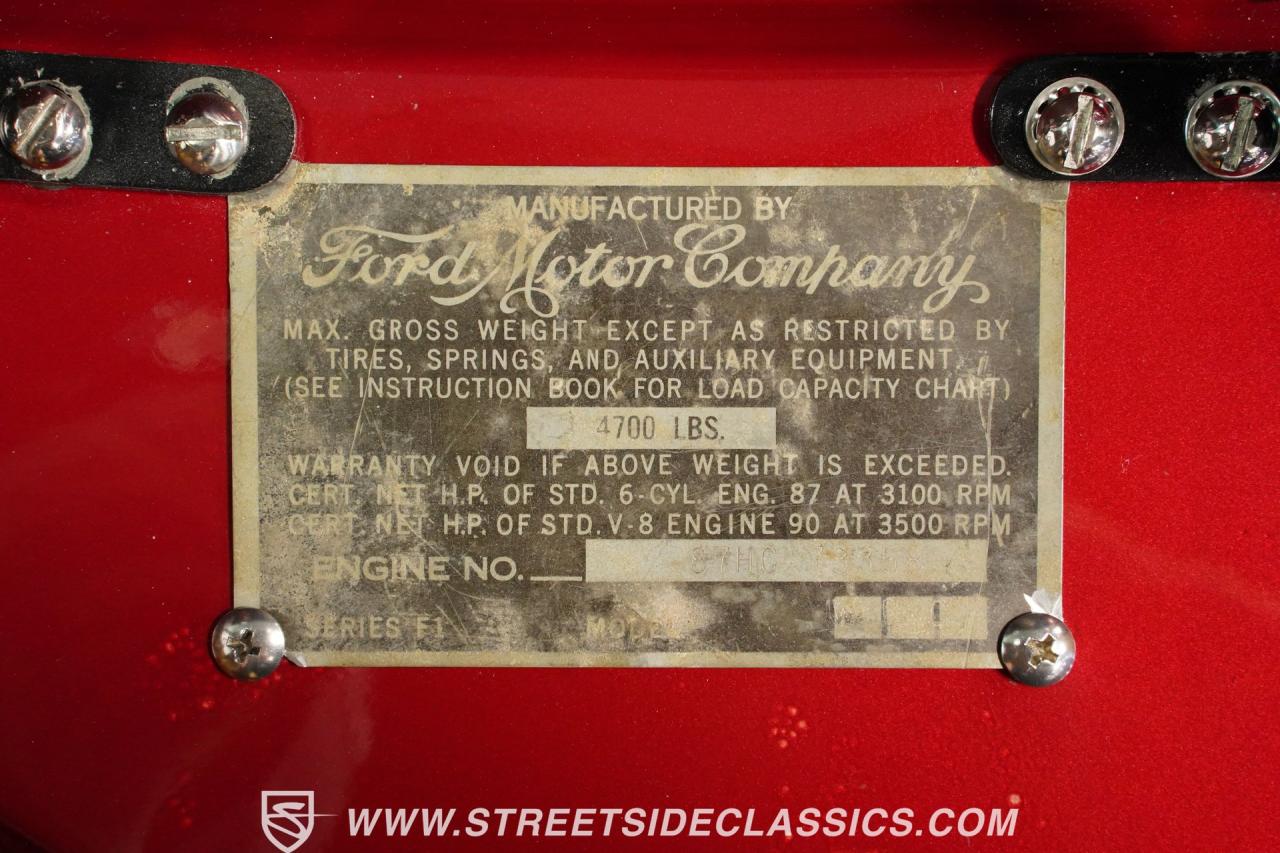 MANUFACTURED BY
Ford Motor Company
MAX. GROSS WEIGHT EXCEPT AS RESTRICTED BY
TIRES, SPRINGS, AND AUXILIARY EQUIPMENT.
(SEE INSTRUCTION BOOK FOR LOAD CAPACITY CHART)
4700 LBS.
WARRANTY VOID IF ABOVE WEIGHT IS EXCEEDED.
CERT. NET H.P. OF STD. 6-CYL. ENG. 87 AT 3100 RPM
CERT. NET H.P. OF STD. V-8 ENGINE 90 AT 3500 RPM
ENGINE NO.
SERIES F1 MODEL
WWW.STREETSIDECLASSICS.COM